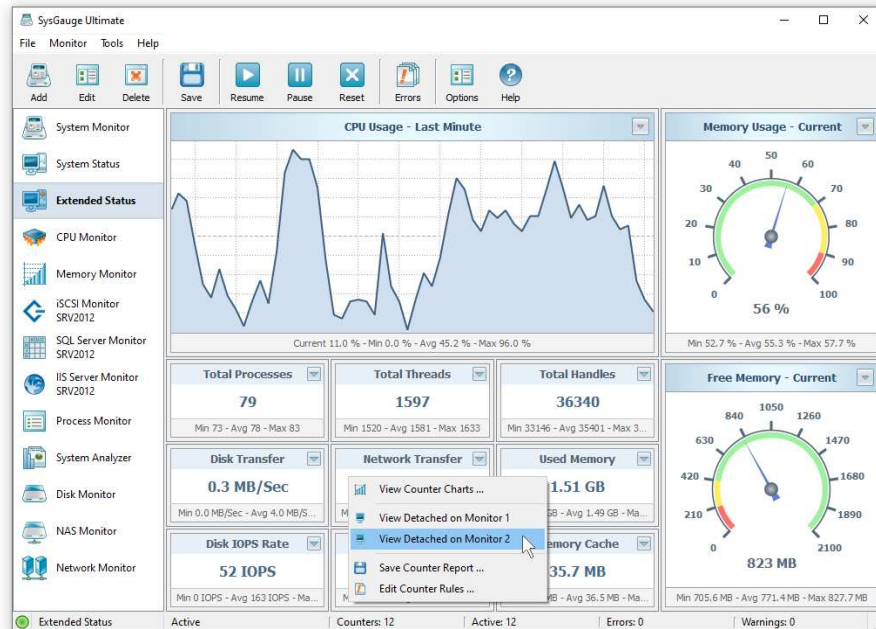 SysGauge Ultimate
File Monitor Tools Help
Add Edit Delete Save Resume Pause Reset Errors Options Help
System Monitor
System Status
Extended Status
CPU Monitor
Memory Monitor
iSCSI Monitor
SRV2012
SQL Server Monitor
SRV2012
IIS Server Monitor
SRV2012
Process Monitor
System Analyzer
Disk Monitor
NAS Monitor
Network Monitor
CPU Usage - Last Minute
Current 11.0 % - Min 0.0 % - Avg 45.2 % - Max 96.0 %
Memory Usage - Current
0 10 20 30 40 50 60 70 80 90 100
56 %
Min 52.7 % - Avg 55.3 % - Max 57.7 %
Total Processes
79
Min 73 - Avg 78 - Max 83
Total Threads
1597
Min 1520 - Avg 1581 - Max 1633
Total Handles
36340
Min 33146 - Avg 35401 - Max 3...
Free Memory - Current
0 210 420 630 840 1050 1260 1470 1680 1890 2100
823 MB
Min 705.6 MB - Avg 771.4 MB - Max 827.7 MB
Disk Transfer
0.3 MB/Sec
Min 0.0 MB/Sec - Avg 4.0 MB/S...
Network Transfer
Used Memory
1.51 GB
GB - Avg 1.49 GB - Ma...
Disk IOPS Rate
52 IOPS
Min 0 IOPS - Avg 163 IOPS - Ma...
emory Cache
35.7 MB
MB - Avg 36.5 MB - Ma...
View Counter Charts ...
View Detached on Monitor 1
View Detached on Monitor 2
Save Counter Report ...
Edit Counter Rules ...
Extended Status Active Counters: 12 Active: 12 Errors: 0 Warnings: 0